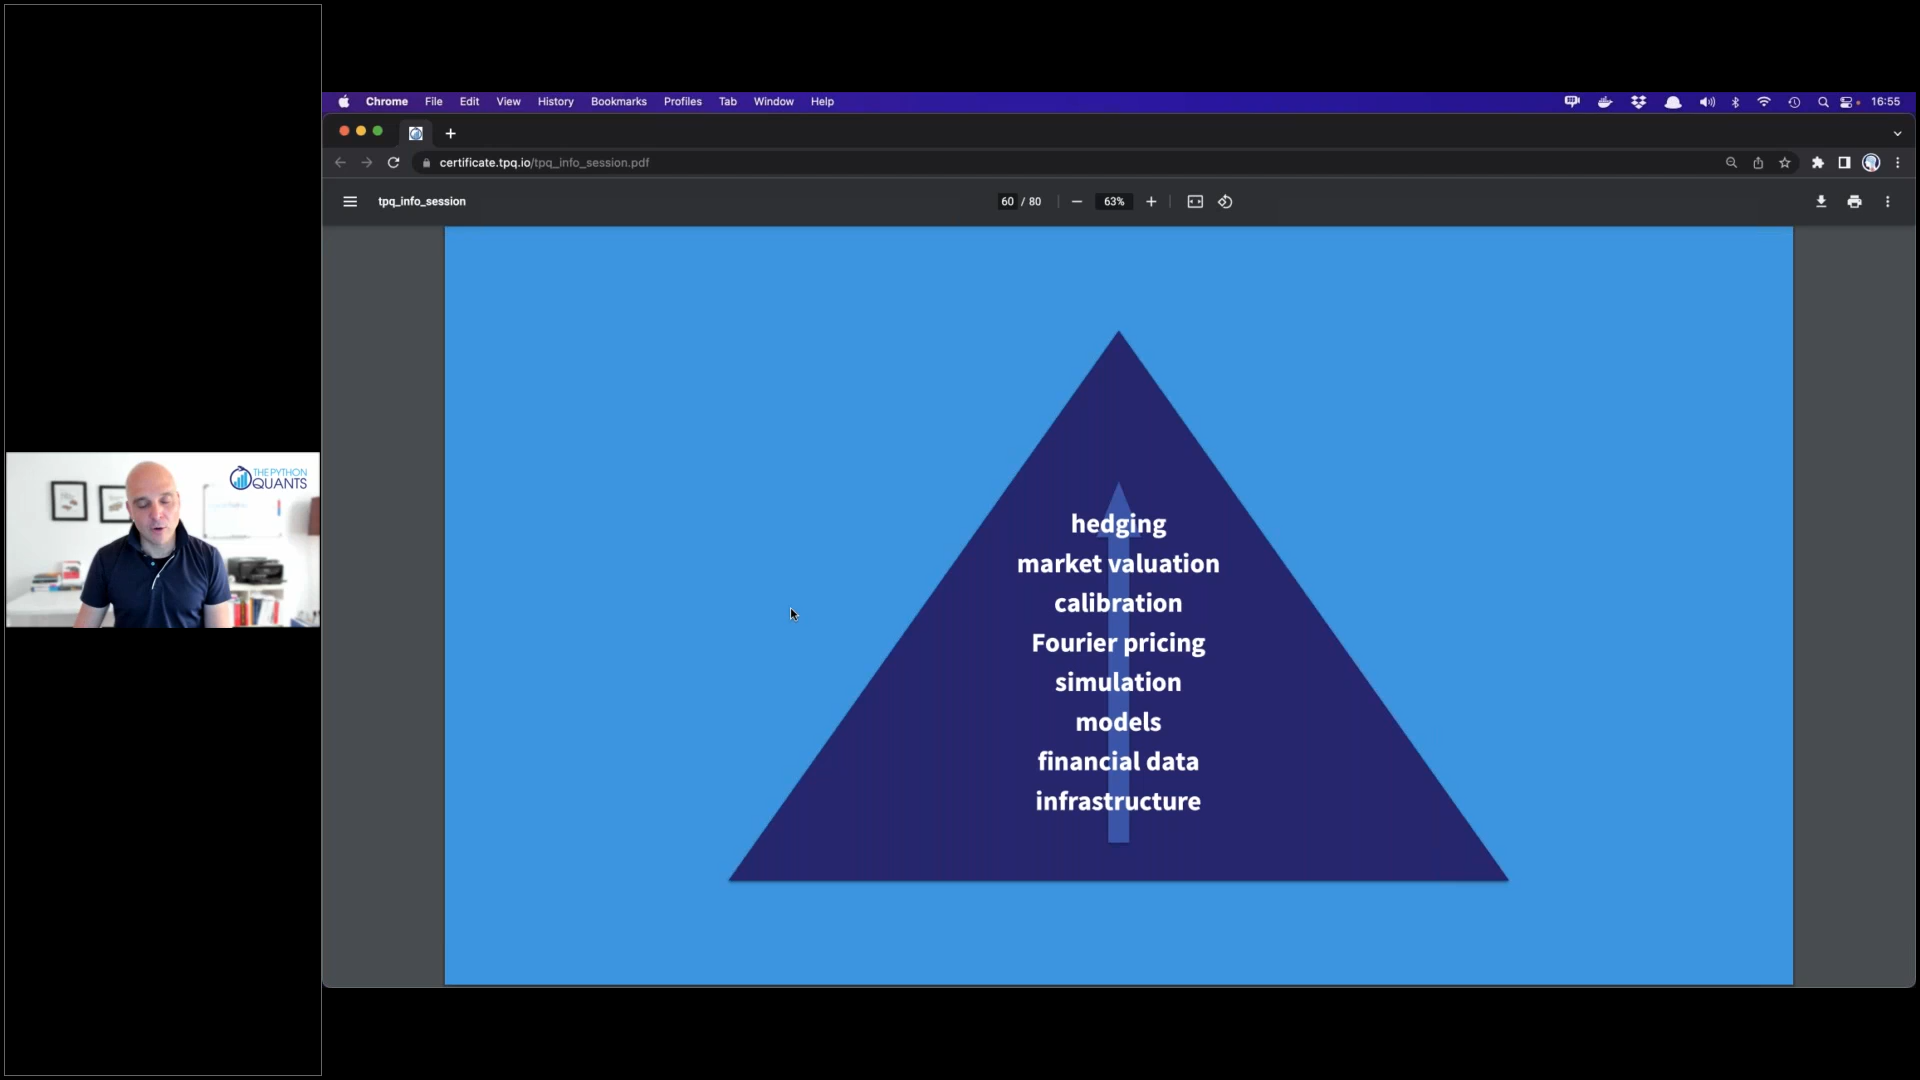 Chrome File Edit View History Bookmarks Profiles Tab Window Help 16:55
certificate.tpq.io/tpq_info_session.pdf
tpq_info_session 60 / 80 63%
THE PYTHON
QUANTS
hedging
market valuation
calibration
Fourier pricing
simulation
models
financial data
infrastructure